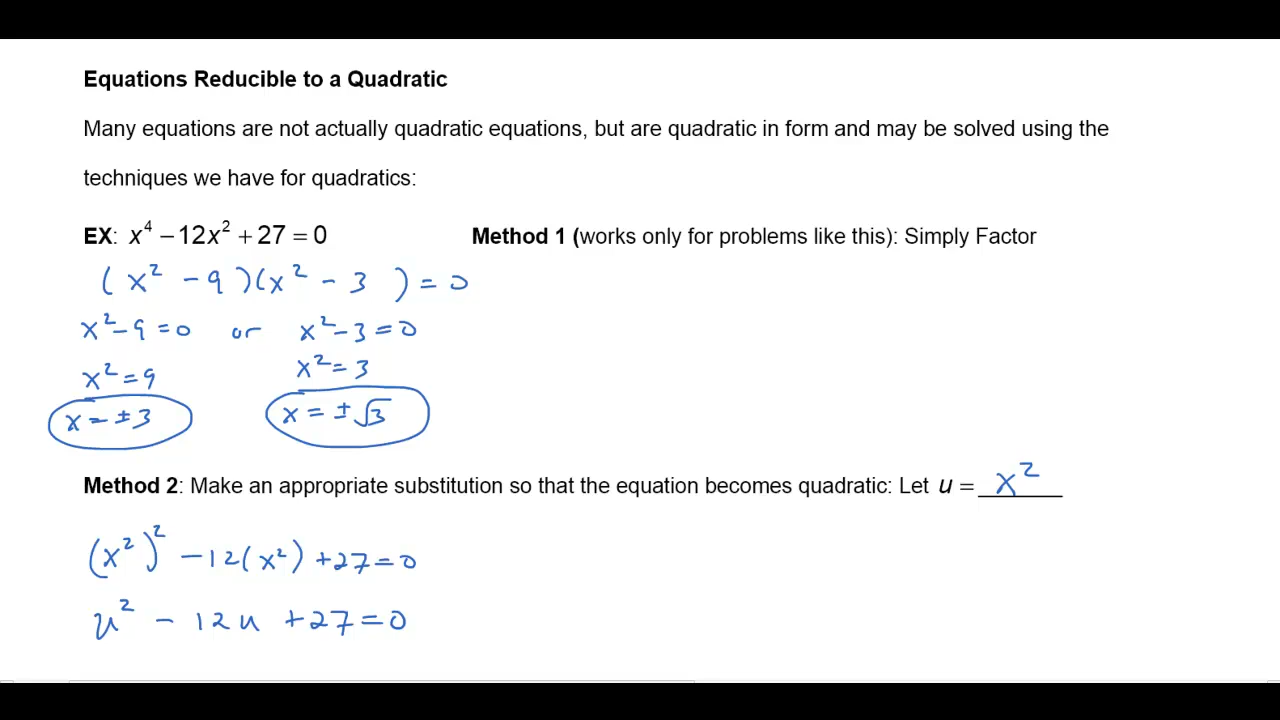 Equations Reducible to a Quadratic
Many equations are not actually quadratic equations, but are quadratic in form and may be solved using the
techniques we have for quadratics:
EX: x⁴ − 12x² + 27 = 0 Method 1 (works only for problems like this): Simply Factor
(x² − 9)(x² − 3) = 0
x² − 9 = 0 or x² − 3 = 0
x² = 9 x² = 3
x = ±3 x = ±√3
Method 2: Make an appropriate substitution so that the equation becomes quadratic: Let u = x²
(x²)² − 12(x²) + 27 = 0
u² − 12u + 27 = 0